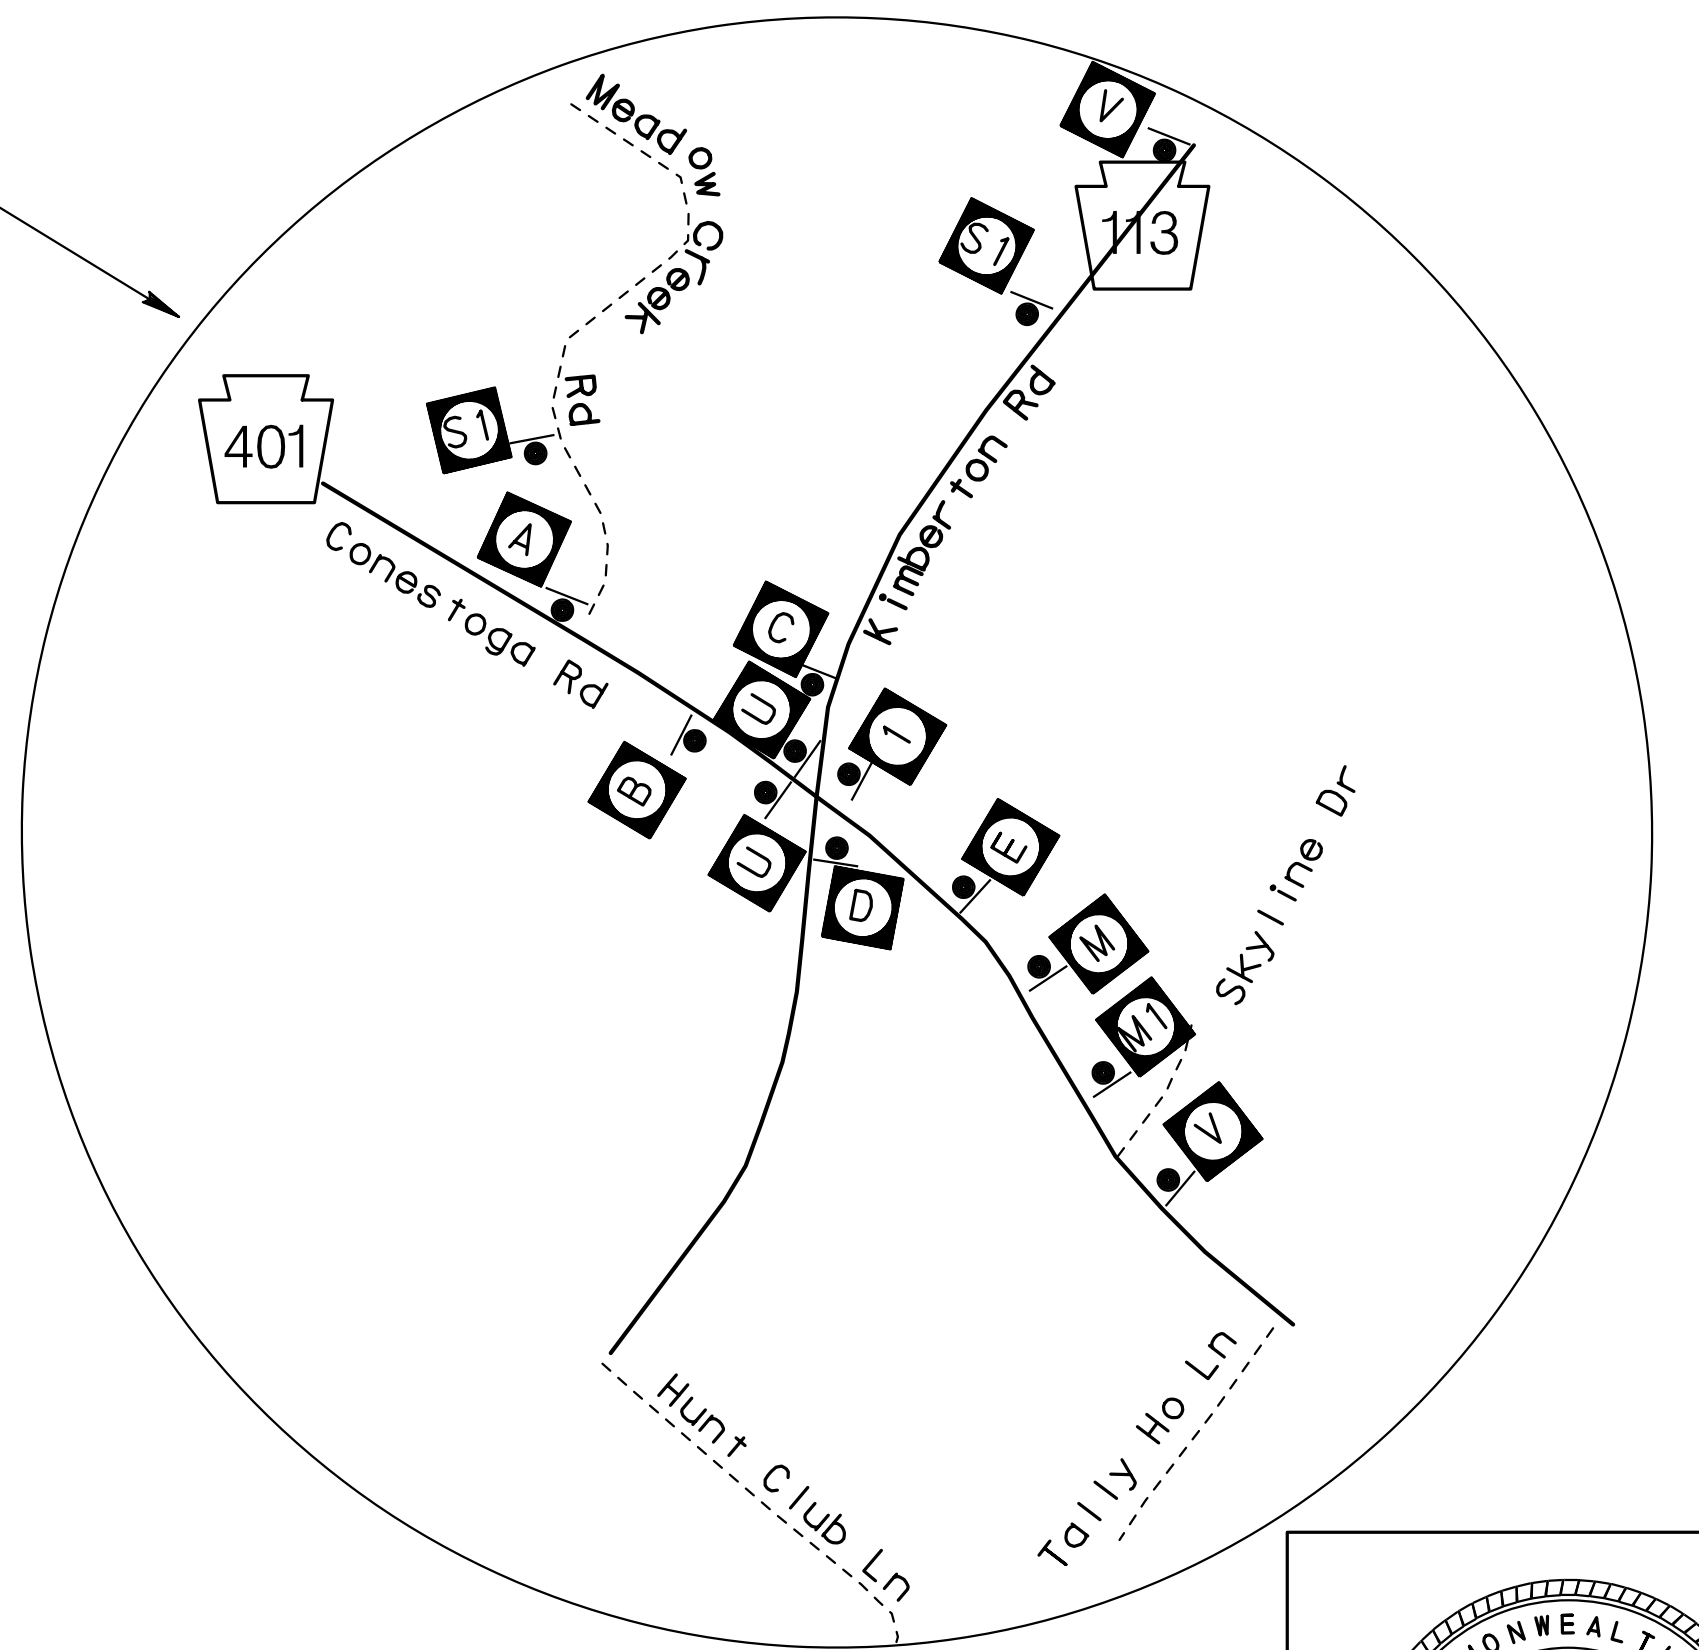 Meadow Creek Rd
V
113
S1
401
S1
A
Conestoga Rd
Kimberton Rd
C
U
1
B
U
D
E
M
M1
Skyline Dr
V
Hunt Club Ln
Tally Ho Ln